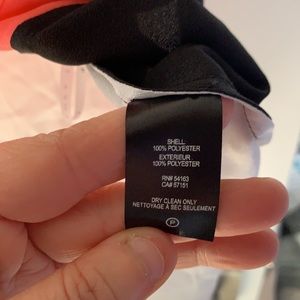 SHELL:
100% POLYESTER
EXTERIEUR:
100% POLYESTER
RN# 54163
CA# 57151
DRY CLEAN ONLY
NETTOYAGE À SEC SEULEMENT
P